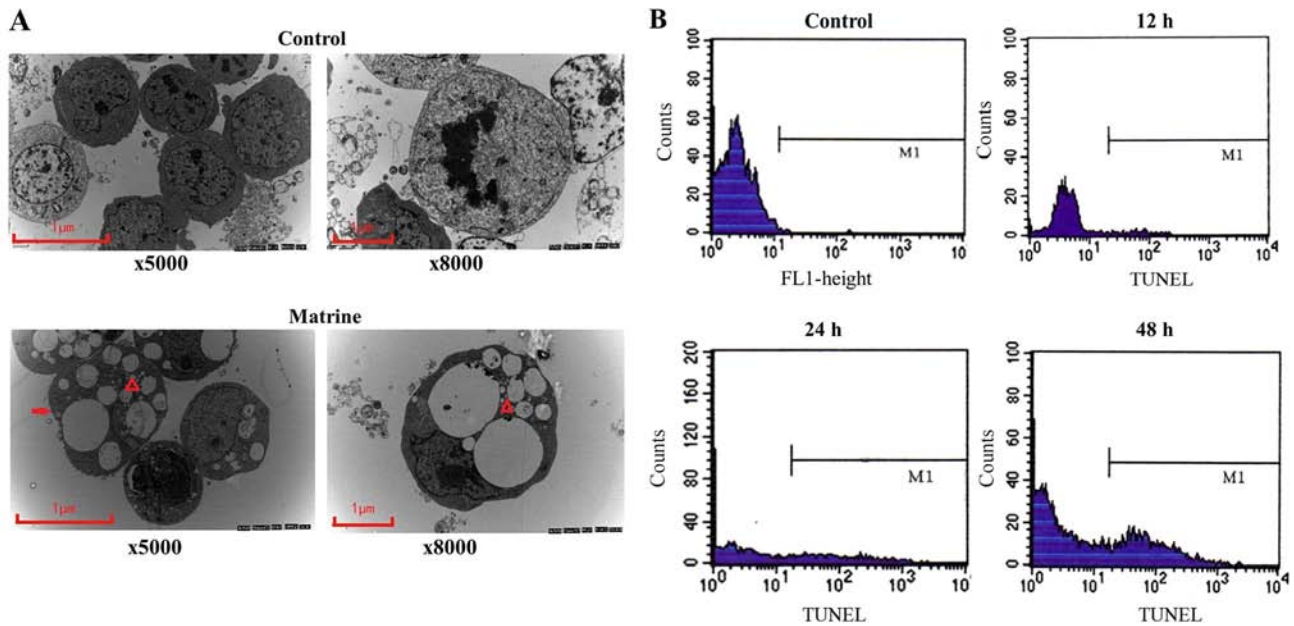 A
Control
1μm
1μm
x5000
x8000
Matrine
1μm
1μm
x5000
x8000
B
Control
Counts
100
80
60
40
20
0
M1
10⁰ 10¹ 10² 10³ 10
FL1-height
12 h
Counts
100
80
60
40
20
0
M1
10⁰ 10¹ 10² 10³ 10⁴
TUNEL
24 h
Counts
200
160
120
80
40
0
M1
10⁰ 10¹ 10² 10³ 10
TUNEL
48 h
Counts
100
80
60
40
20
0
M1
10⁰ 10¹ 10² 10³ 10⁴
TUNEL